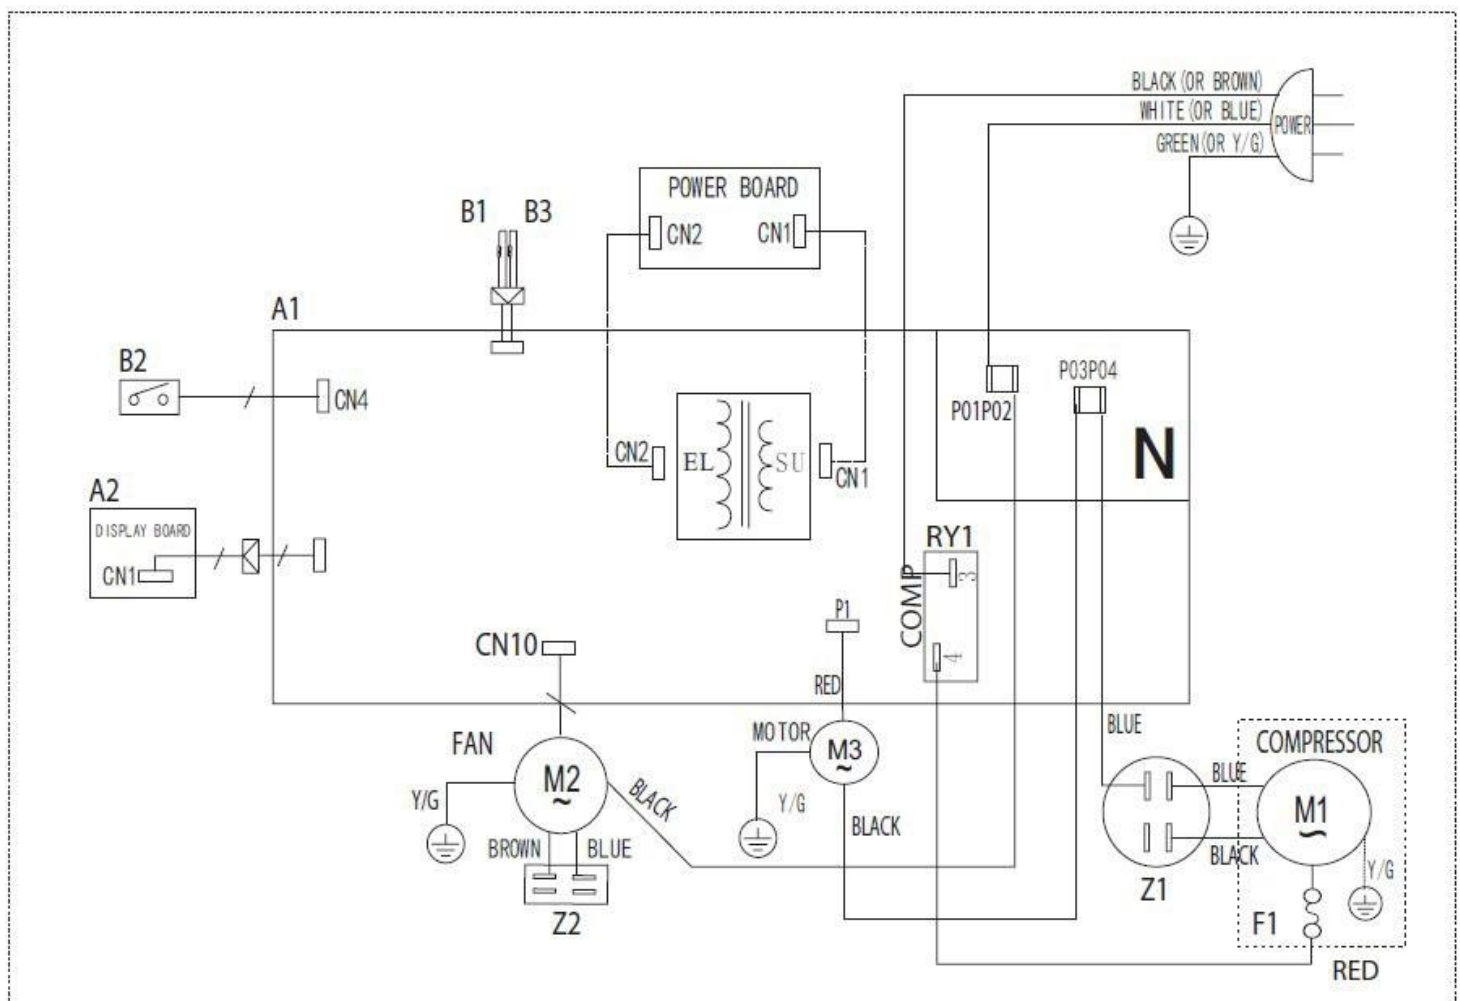 BLACK(OR BROWN)
WHITE(OR BLUE)
POWER
GREEN(OR Y/G)
POWER BOARD
B1 B3
CN2 CN1
A1
B2
P03P04
CN4
P01P02
N
CN2 EL SU CN1
A2
DISPLAY BOARD
CN1
RY1
COMP
3
4
P1
CN10
RED
BLUE
FAN
MOTOR
M3
~
COMPRESSOR
M2
~
BLACK
BLUE
Y/G
Y/G
M1
~
BLACK
BROWN BLUE
BLACK
Y/G
Z1
Z2
F1
RED